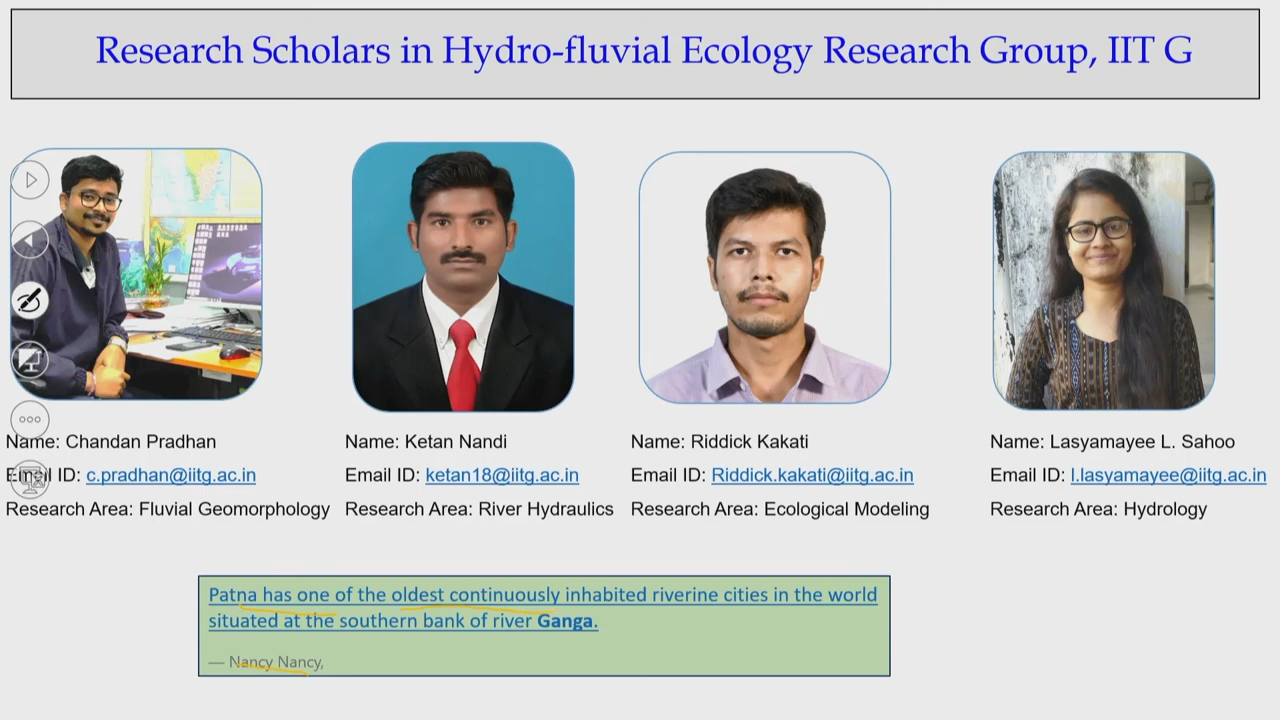 Research Scholars in Hydro-fluvial Ecology Research Group, IIT G
Name: Chandan Pradhan
Email ID: c.pradhan@iitg.ac.in
Research Area: Fluvial Geomorphology
Name: Ketan Nandi
Email ID: ketan18@iitg.ac.in
Research Area: River Hydraulics
Name: Riddick Kakati
Email ID: Riddick.kakati@iitg.ac.in
Research Area: Ecological Modeling
Name: Lasyamayee L. Sahoo
Email ID: l.lasyamayee@iitg.ac.in
Research Area: Hydrology
Patna has one of the oldest continuously inhabited riverine cities in the world
situated at the southern bank of river Ganga.
— Nancy Nancy,